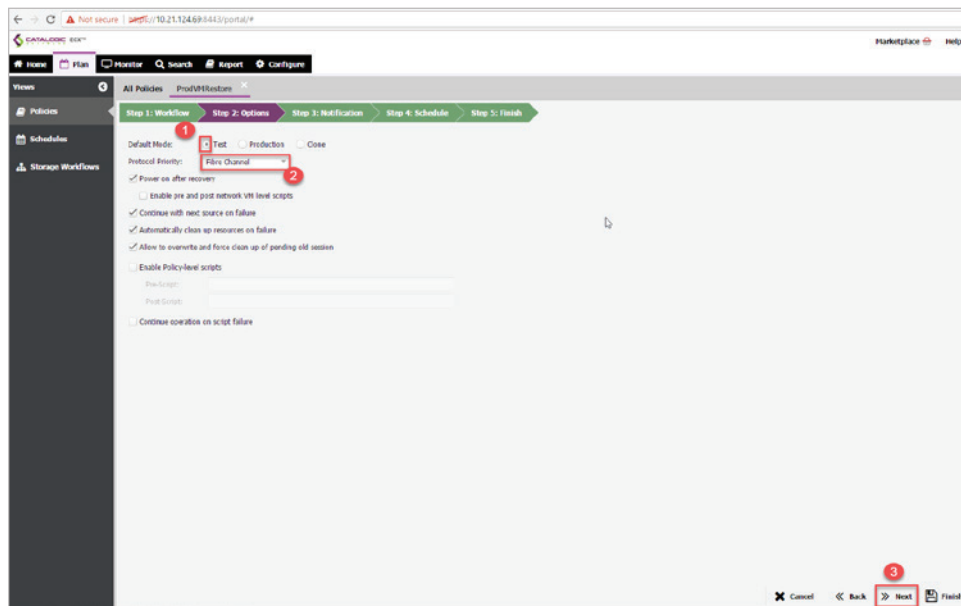 Not secure | https://10.21.124.69:8443/portal/#
CATALOGIC ECX™
Marketplace Help
Home Plan Monitor Search Report Configure
Views
All Policies ProdVMRestore
Policies
Step 1: Workflow Step 2: Options Step 3: Notification Step 4: Schedule Step 5: Finish
1
Schedules
Default Mode: Test Production Clone
Storage Workflows
Protocol Priority: Fibre Channel
2
Power on after recovery
Enable pre and post network VM level scripts
Continue with next source on failure
Automatically clean up resources on failure
Allow to overwrite and force clean up of pending old session
Enable Policy-level scripts
Pre-Script:
Post-Script:
Continue operation on script failure
3
Cancel Back Next Finish